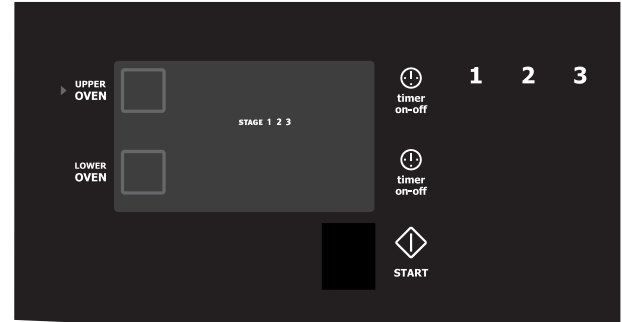 UPPER
OVEN
STAGE 1 2 3
timer
on-off
1 2 3
LOWER
OVEN
timer
on-off
START